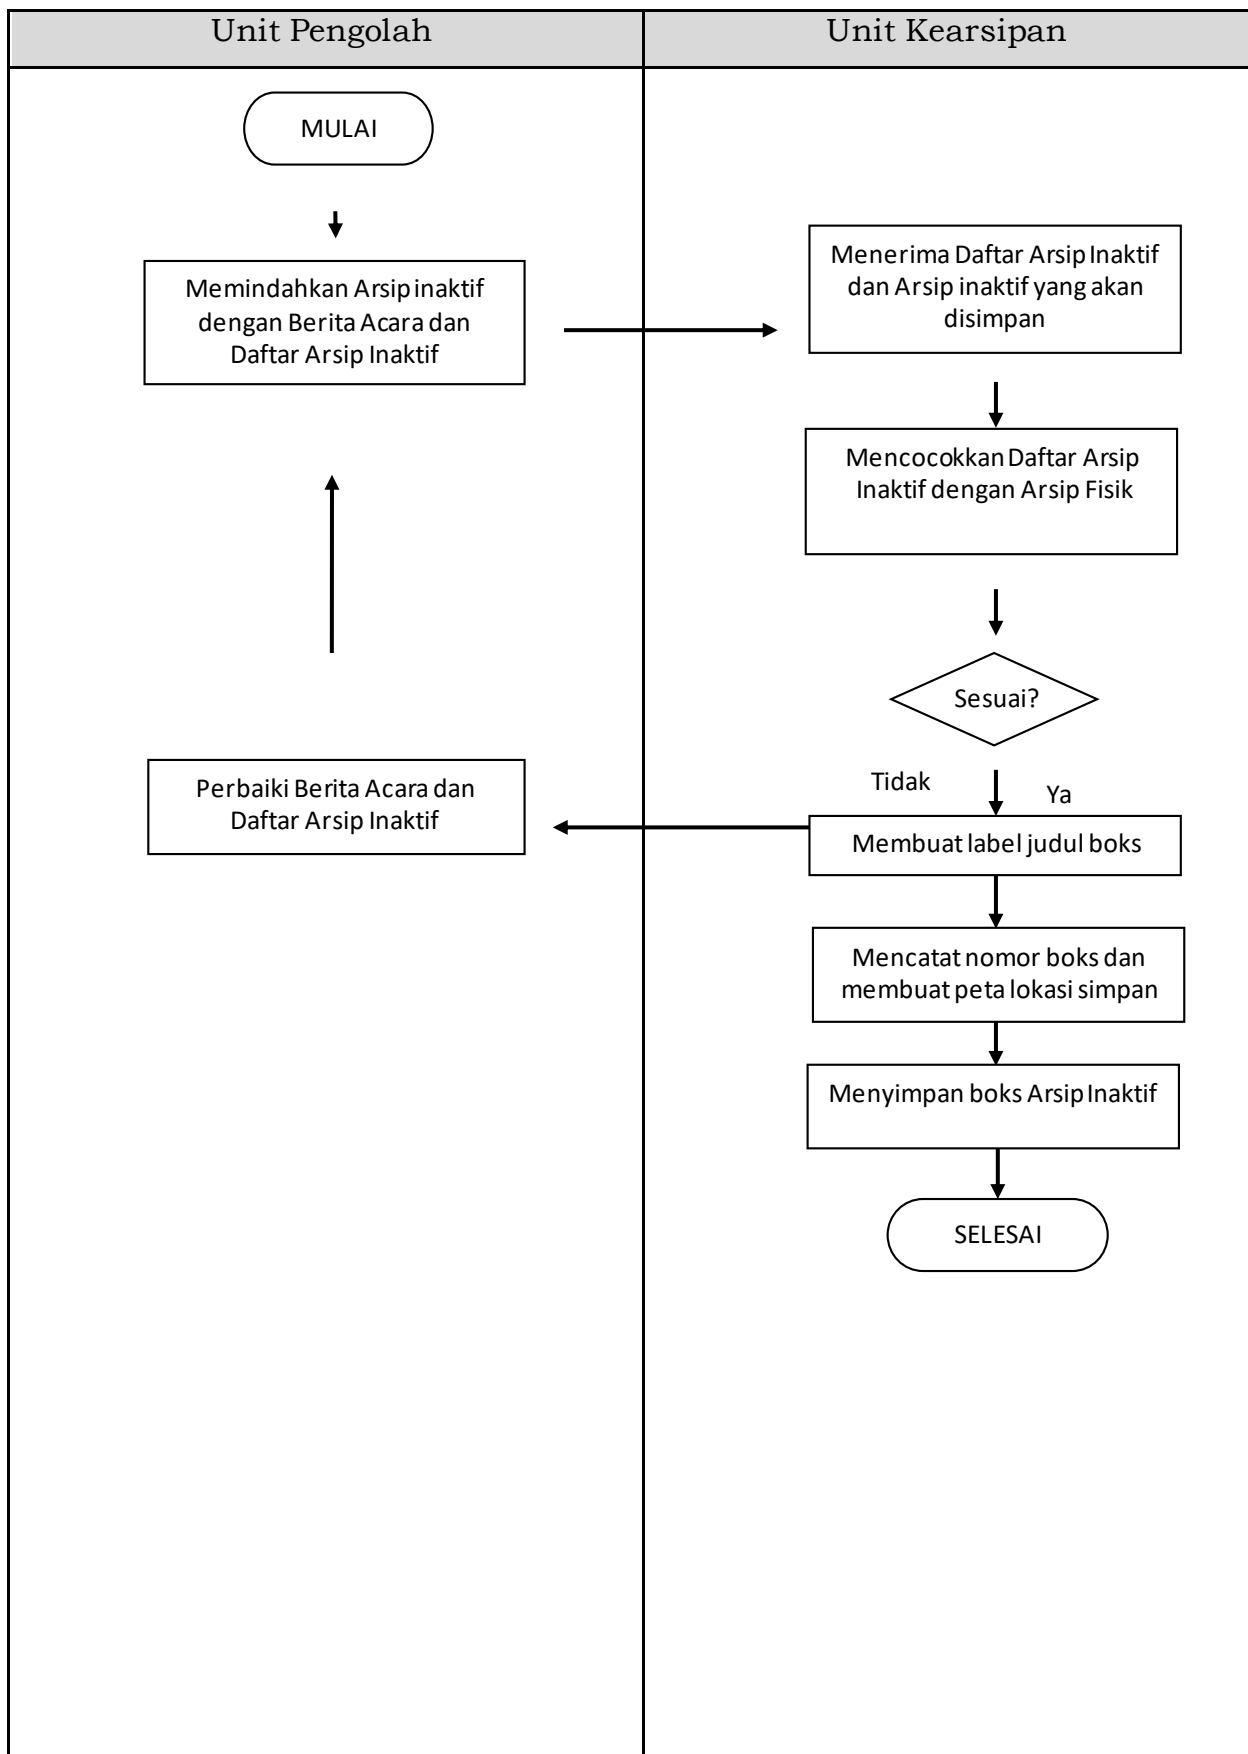 Unit Pengolah
Unit Kearsipan
MULAI
Memindahkan Arsip inaktif
dengan Berita Acara dan
Daftar Arsip Inaktif
Menerima Daftar Arsip Inaktif
dan Arsip inaktif yang akan
disimpan
Mencocokkan Daftar Arsip
Inaktif dengan Arsip Fisik
Sesuai?
Tidak
Ya
Perbaiki Berita Acara dan
Daftar Arsip Inaktif
Membuat label judul boks
Mencatat nomor boks dan
membuat peta lokasi simpan
Menyimpan boks Arsip Inaktif
SELESAI